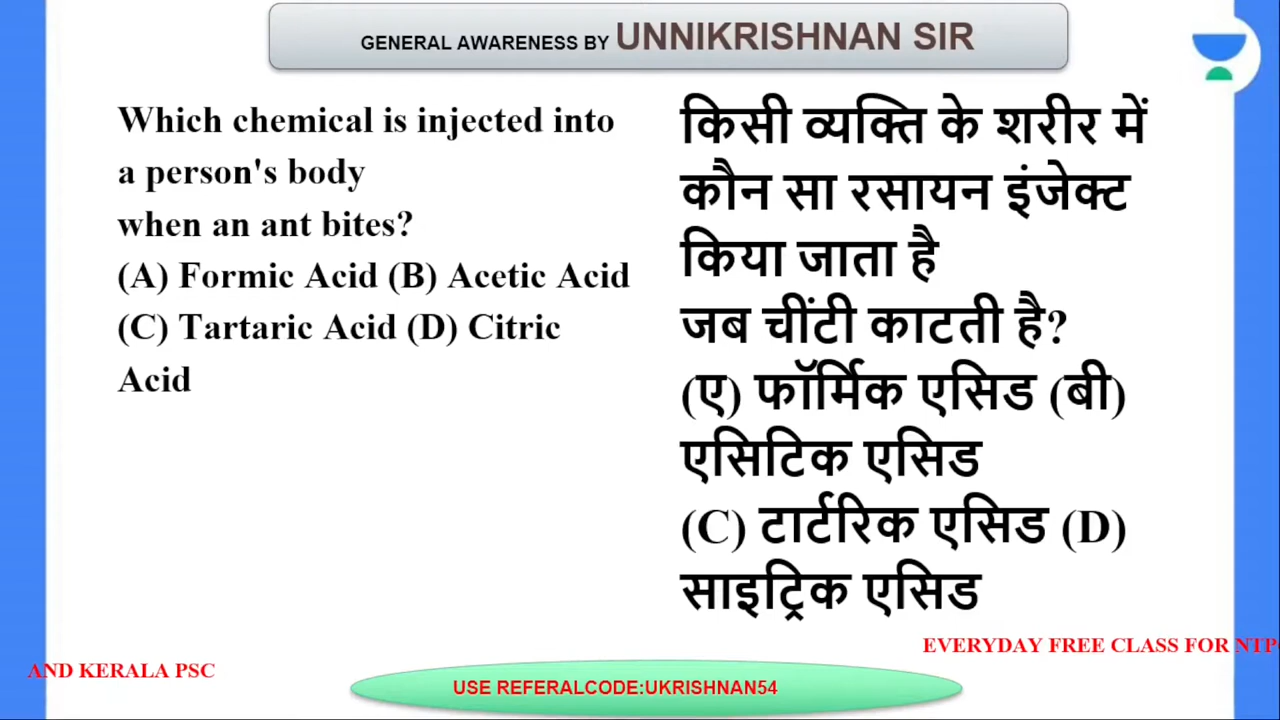 GENERAL AWARENESS BY UNNIKRISHNAN SIR
Which chemical is injected into
a person's body
when an ant bites?
(A) Formic Acid (B) Acetic Acid
(C) Tartaric Acid (D) Citric
Acid
किसी व्यक्ति के शरीर में
कौन सा रसायन इंजेक्ट
किया जाता है
जब चींटी काटती है?
(ए) फॉर्मिक एसिड (बी)
एसिटिक एसिड
(C) टार्टरिक एसिड (D)
साइट्रिक एसिड
EVERYDAY FREE CLASS FOR NTP
AND KERALA PSC
USE REFERALCODE:UKRISHNAN54